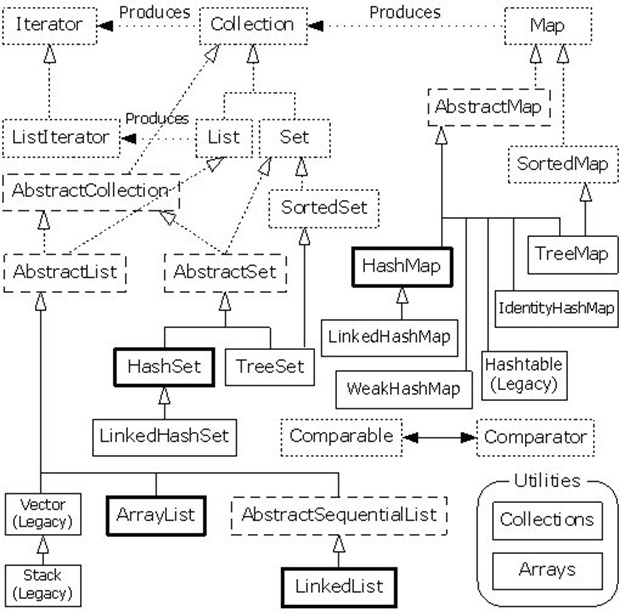 Iterator
Produces
Collection
Produces
Map
AbstractMap
ListIterator
Produces
List
Set
SortedMap
AbstractCollection
SortedSet
AbstractList
AbstractSet
HashMap
TreeMap
IdentityHashMap
LinkedHashMap
HashSet
TreeSet
WeakHashMap
Hashtable
(Legacy)
LinkedHashSet
Comparable
Comparator
Utilities
Vector
(Legacy)
ArrayList
AbstractSequentialList
Collections
Stack
(Legacy)
LinkedList
Arrays